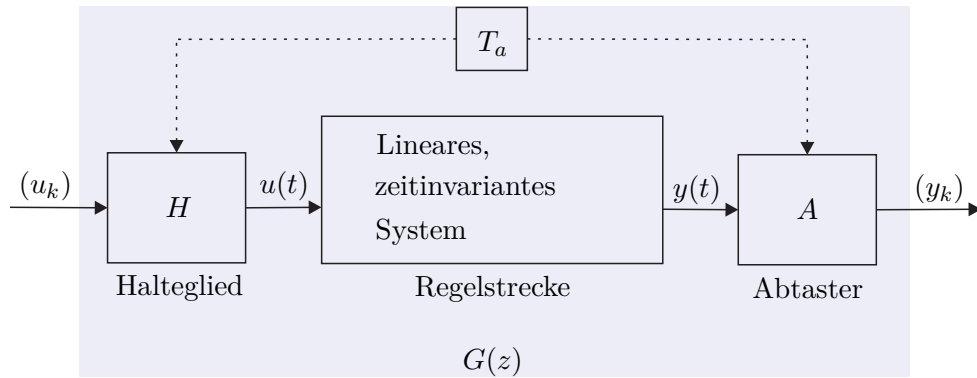 T_a
(u_k)
H
u(t)
Lineares,
zeitinvariantes
System
y(t)
A
(y_k)
Halteglied
Regelstrecke
Abtaster
G(z)